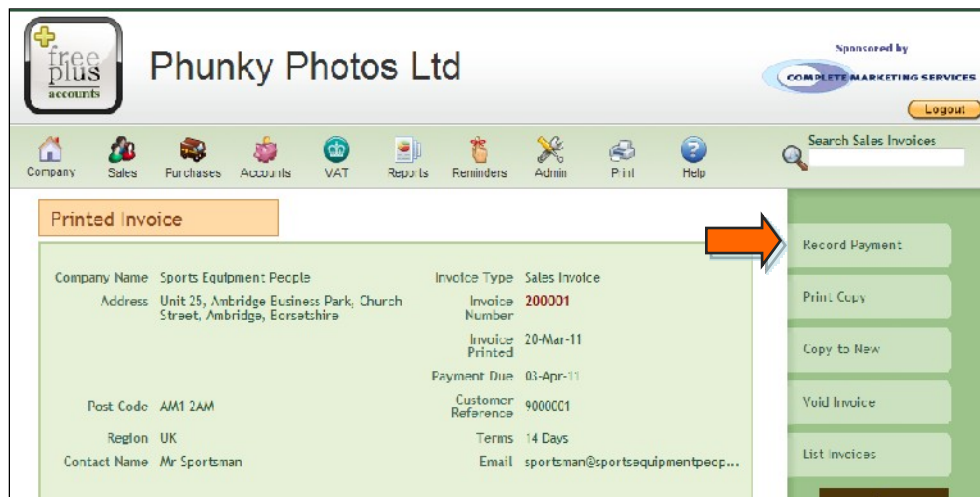 free
plus
accounts
Phunky Photos Ltd
Sponsored by
COMPLETE MARKETING SERVICES
Logout
Company Sales Purchases Accounts VAT Reports Reminders Admin Print Help
Search Sales Invoices
Printed Invoice
Company Name Sports Equipment People
Address Unit 25, Ambridge Business Park, Church
Street, Ambridge, Borsetshire
Post Code AM1 2AM
Region UK
Contact Name Mr Sportsman
Invoice Type Sales Invoice
Invoice
Number 200001
Invoice
Printed 20-Mar-11
Payment Due 03-Apr-11
Customer
Reference 9000001
Terms 14 Days
Email sportsman@sportsequipmentpeop...
Record Payment
Print Copy
Copy to New
Void Invoice
List Invoices